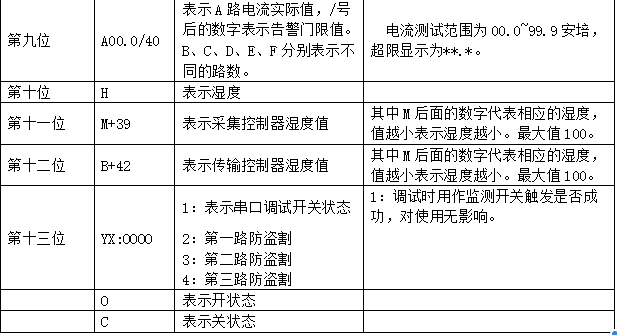 第九位
A00.0/40
表示A路电流实际值，/号
后的数字表示告警门限值。
B、C、D、E、F分别表示不
同的路数。
电流测试范围为00.0~99.9安培，
超限显示为**.*。
第十位
H
表示湿度
第十一位
M+39
表示采集控制器湿度值
其中M后面的数字代表相应的湿度，
值越小表示湿度越小。最大值100。
第十二位
B+42
表示传输控制器湿度值
其中M后面的数字代表相应的湿度，
值越小表示湿度越小。最大值100。
第十三位
YX:OOOO
1：表示串口调试开关状态
2：第一路防盗割
3：第二路防盗割
4：第三路防盗割
1：调试时用作监测开关触发是否成
功，对使用无影响。
O
表示开状态
C
表示关状态